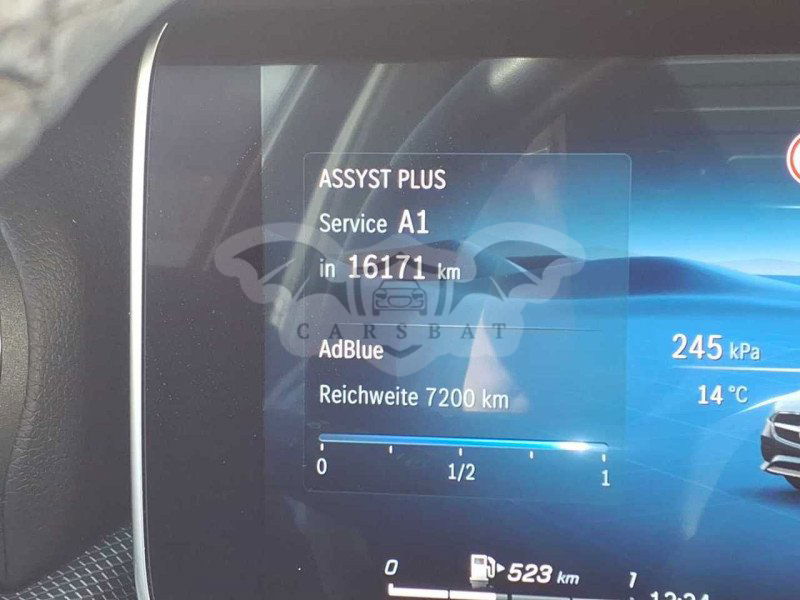 ASSYST PLUS
Service A1
in 16171 km
CARSBAT
AdBlue
Reichweite 7200 km
0 1/2 1
245 kPa
14 °C
0 523 km 1